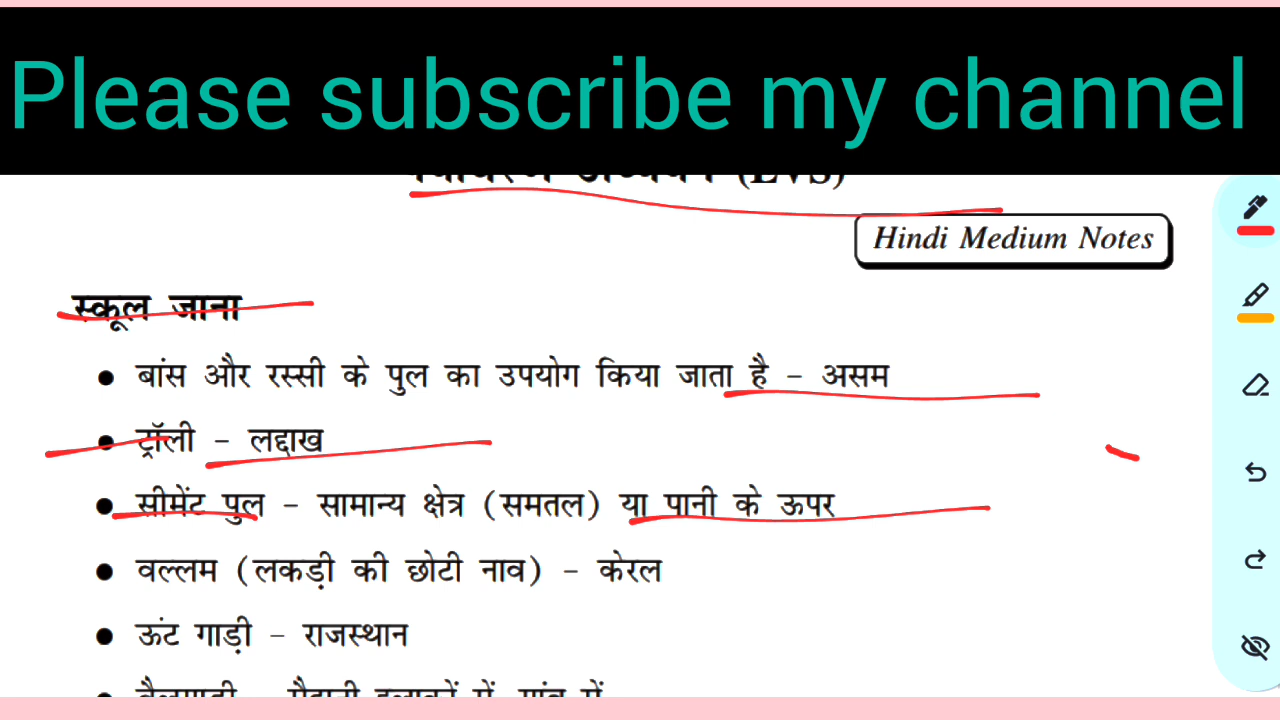 Please subscribe my channel
(EVS)
Hindi Medium Notes
स्कूल जाना
● बांस और रस्सी के पुल का उपयोग किया जाता है – असम
● ट्रॉली – लद्दाख
● सीमेंट पुल – सामान्य क्षेत्र (समतल) या पानी के ऊपर
● वल्लम (लकड़ी की छोटी नाव) – केरल
● ऊंट गाड़ी – राजस्थान